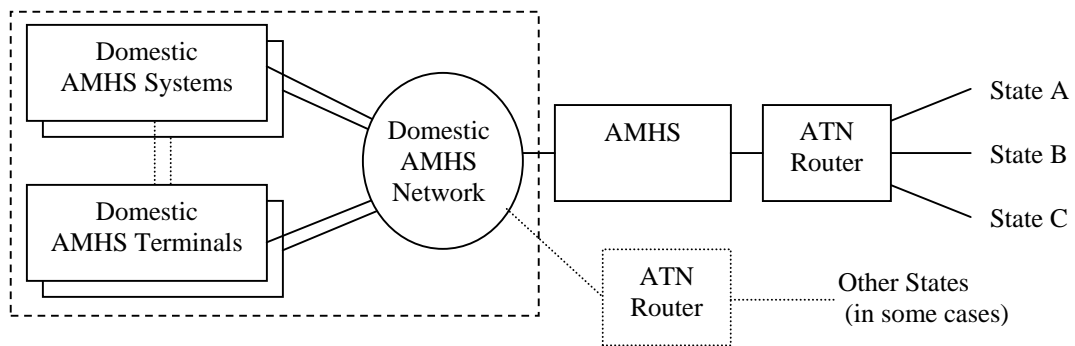 Domestic
AMHS Systems
Domestic
AMHS Terminals
Domestic
AMHS
Network
AMHS
ATN
Router
State A
State B
State C
ATN
Router
Other States
(in some cases)